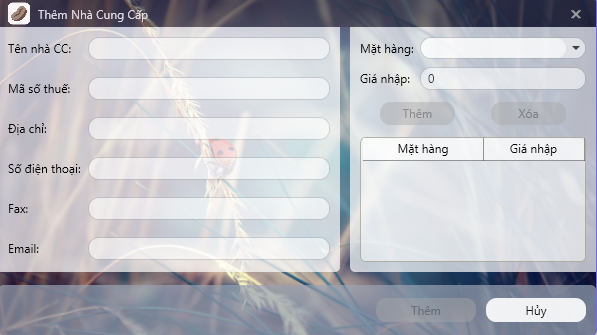 Thêm Nhà Cung Cấp
Tên nhà CC:
Mã số thuế:
Địa chỉ:
Số điện thoại:
Fax:
Email:
Mặt hàng:
Giá nhập: 0
Thêm Xóa
Mặt hàng Giá nhập
Thêm Hủy